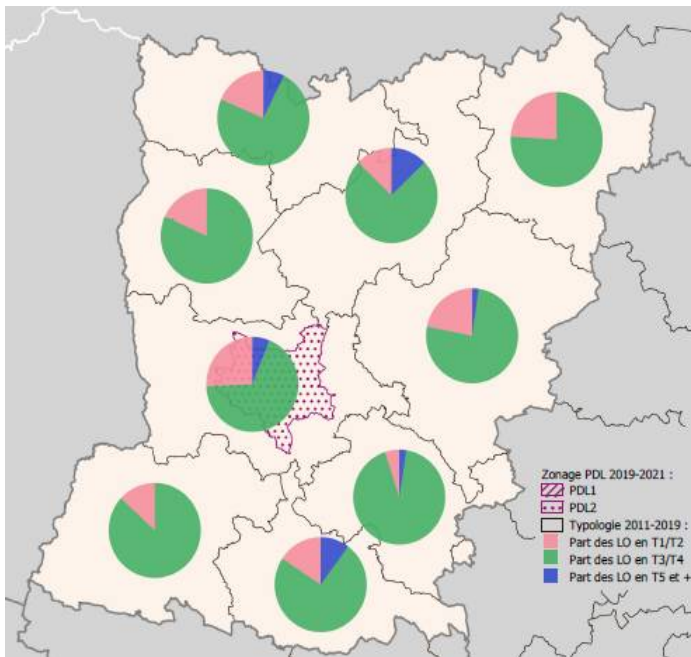 Zonage PDL 2019-2021 :
PDL1
PDL2
Typologie 2011-2019 :
Part des LO en T1/T2
Part des LO en T3/T4
Part des LO en T5 et +